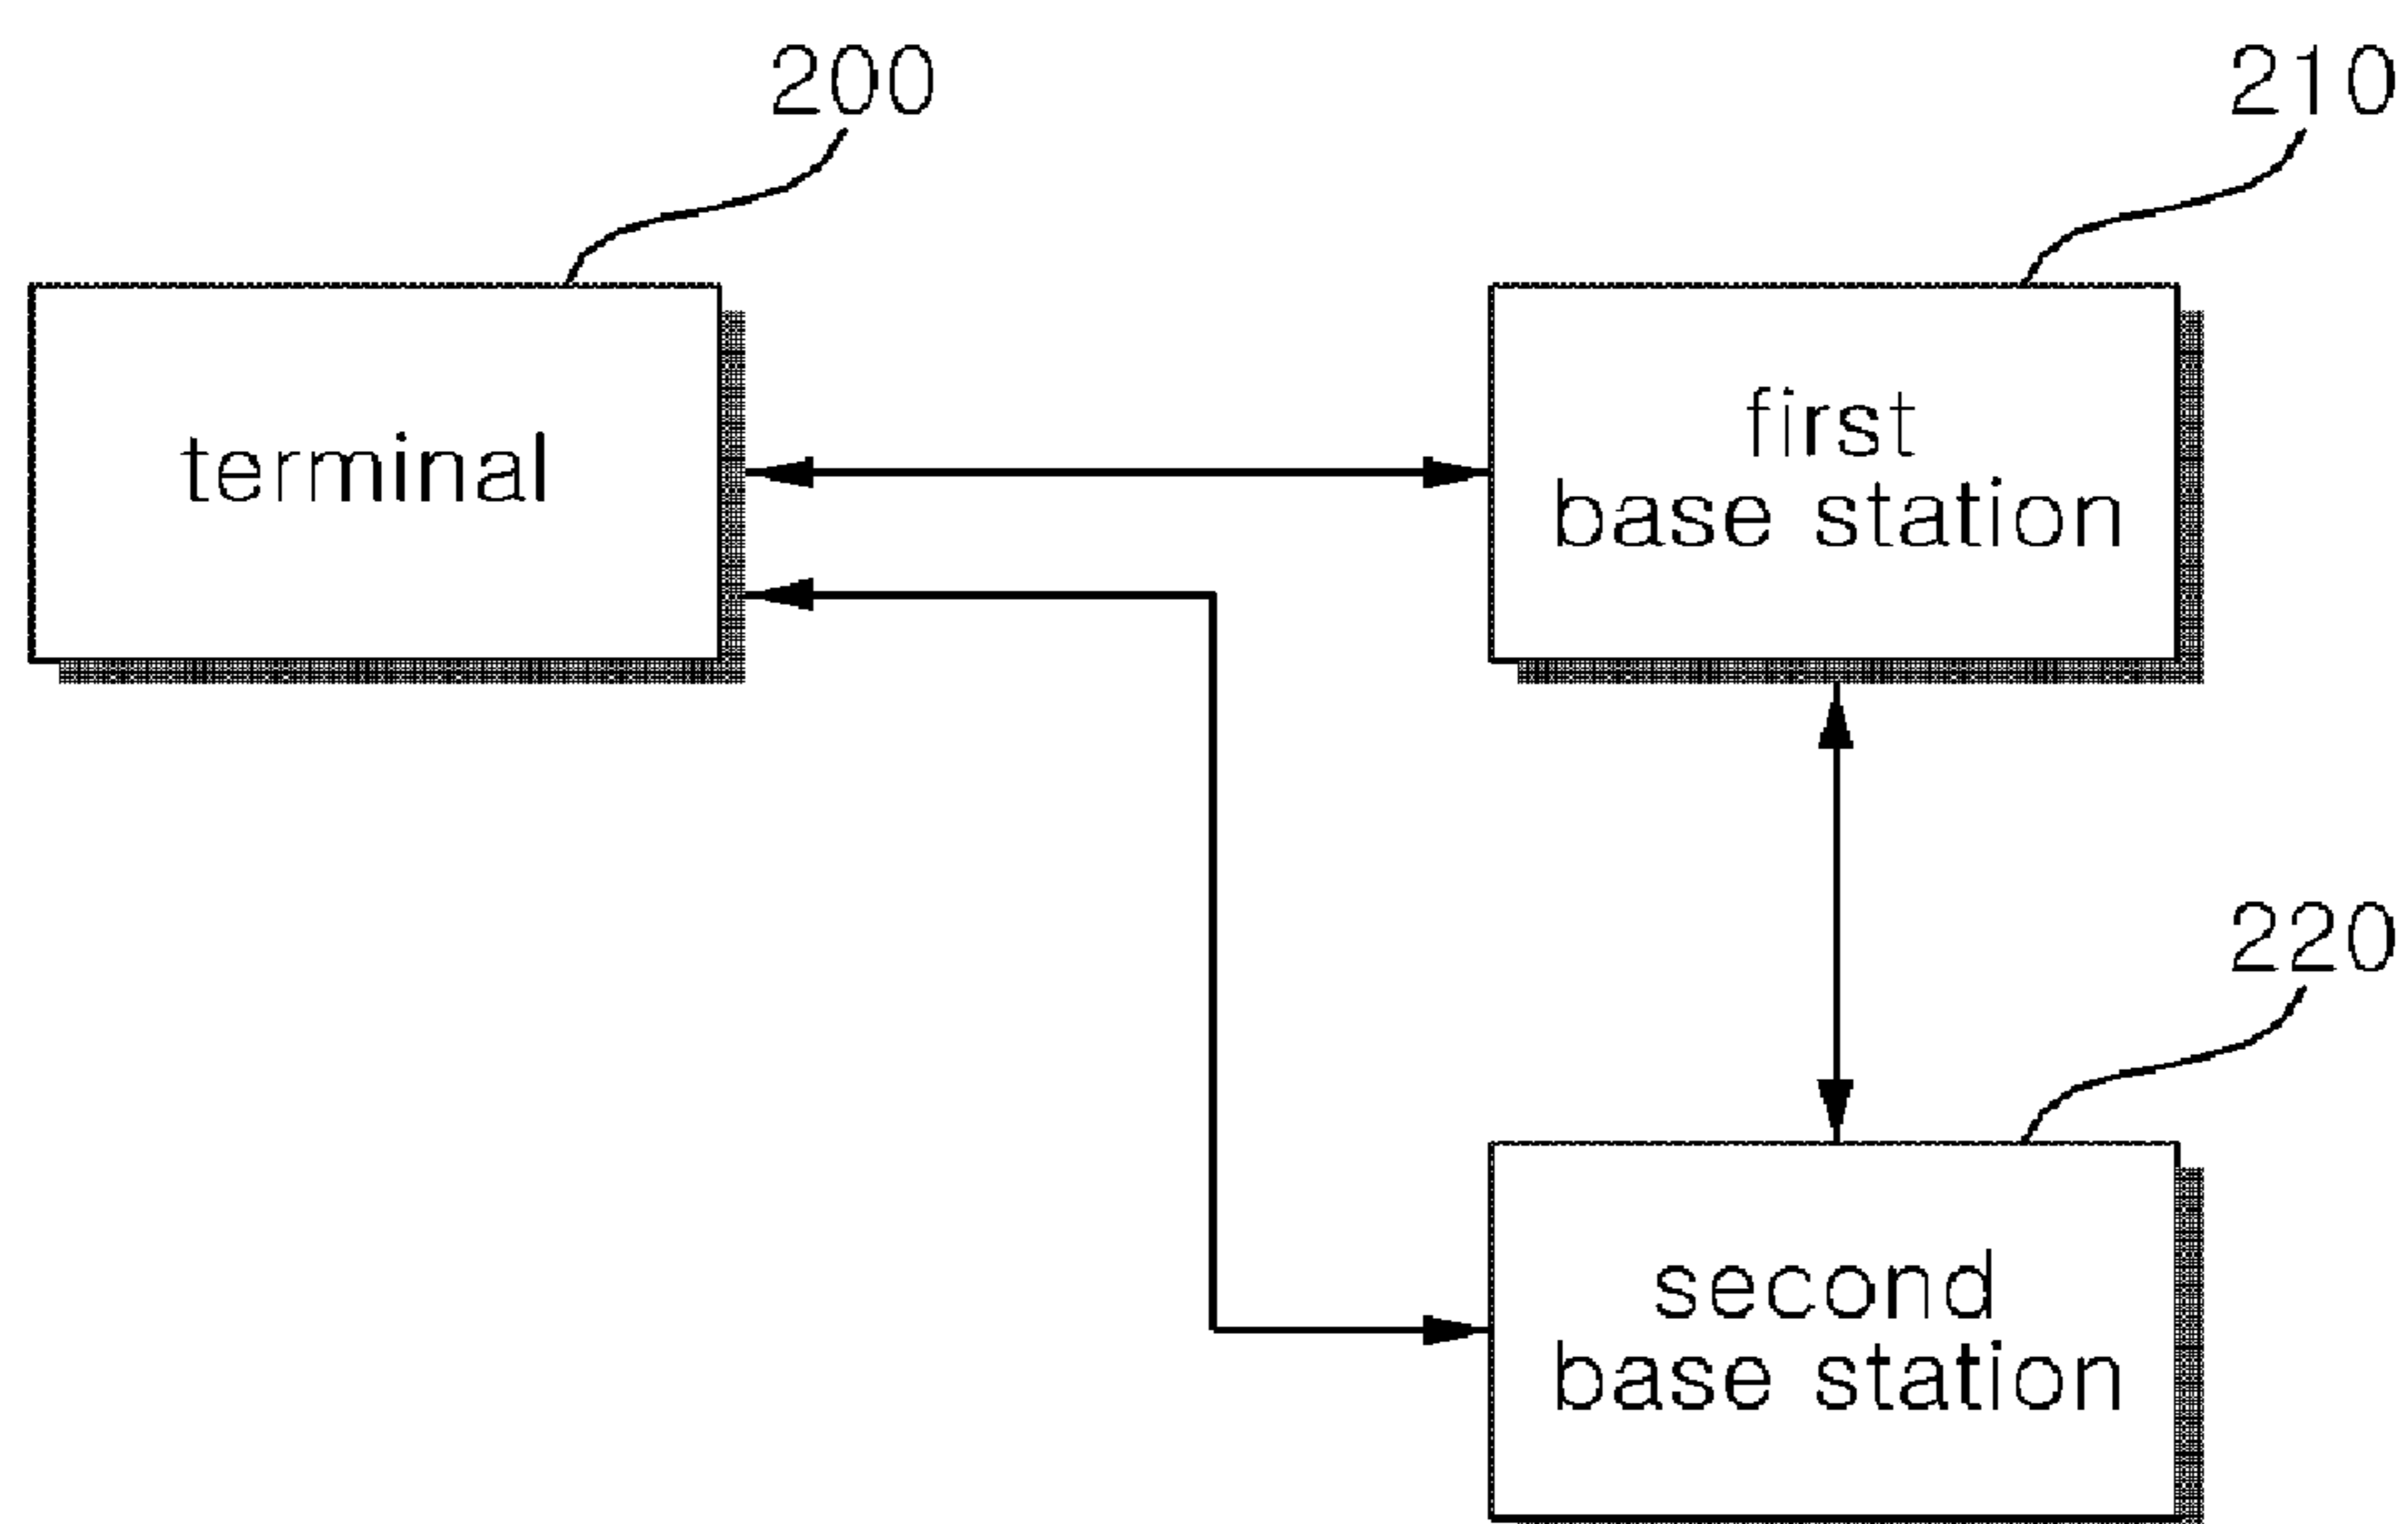 200
210
terminal
first
base station
220
second
base station